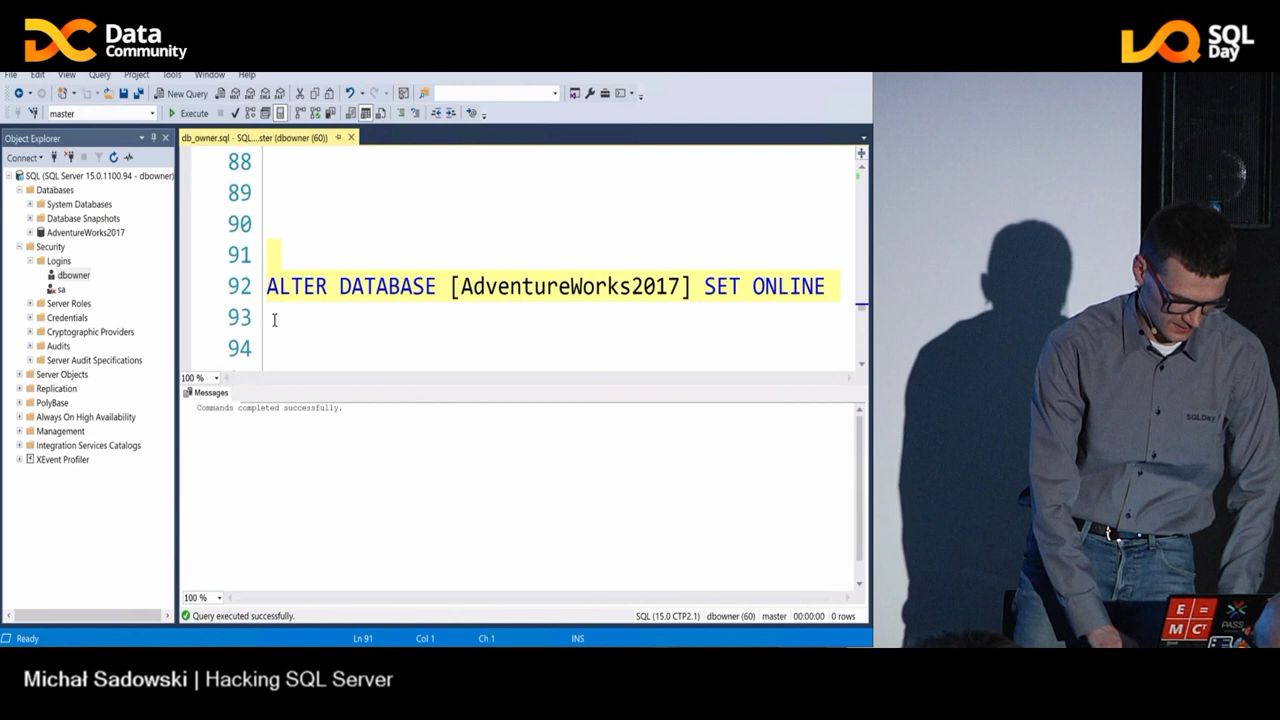 Data
Community
SQL
Day
File Edit View Query Project Tools Window Help
New Query
master
Execute
Object Explorer
Connect
SQL (SQL Server 15.0.1100.94 - dbowner)
Databases
System Databases
Database Snapshots
AdventureWorks2017
Security
Logins
dbowner
sa
Server Roles
Credentials
Cryptographic Providers
Audits
Server Audit Specifications
Server Objects
Replication
PolyBase
Always On High Availability
Management
Integration Services Catalogs
XEvent Profiler
db_owner.sql - SQL...ster (dbowner (60))
88
89
90
91
92 ALTER DATABASE [AdventureWorks2017] SET ONLINE
93
94
100 %
Messages
Commands completed successfully.
100 %
Query executed successfully.
SQL (15.0 CTP2.1) dbowner (60) master 00:00:00 0 rows
Ready Ln 91 Col 1 Ch 1 INS
SQLDay
E =
M C²
PASS
Michał Sadowski | Hacking SQL Server